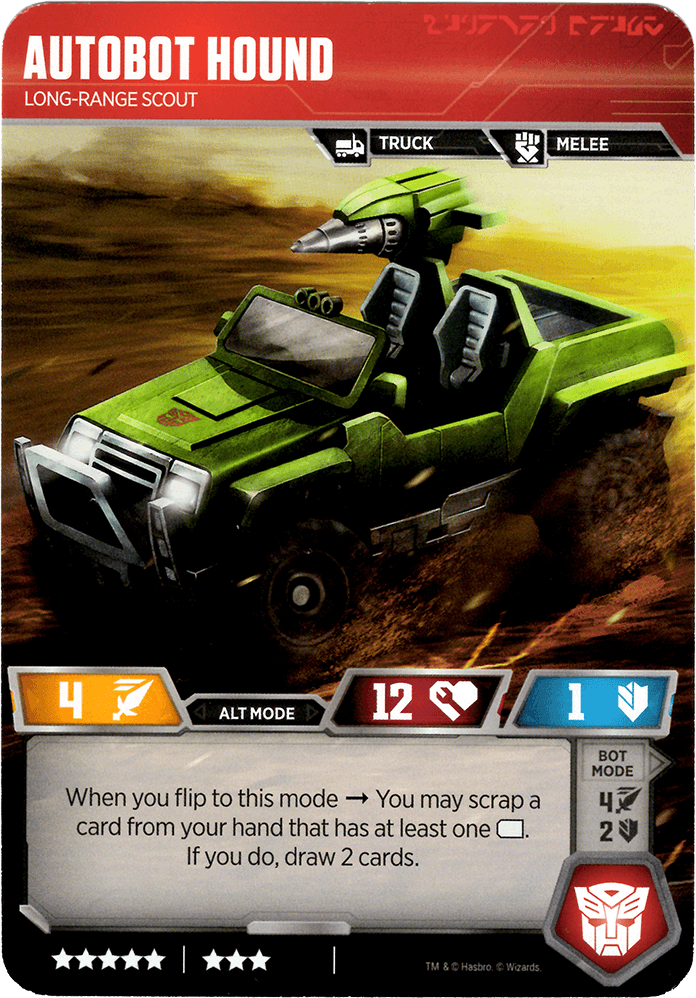 AUTOBOT HOUND
LONG-RANGE SCOUT
TRUCK MELEE
4 ALT MODE 12 1
When you flip to this mode → You may scrap a
card from your hand that has at least one .
If you do, draw 2 cards.
BOT
MODE
4
2
★★★★★ | ★★★ |
TM & © Hasbro. © Wizards.